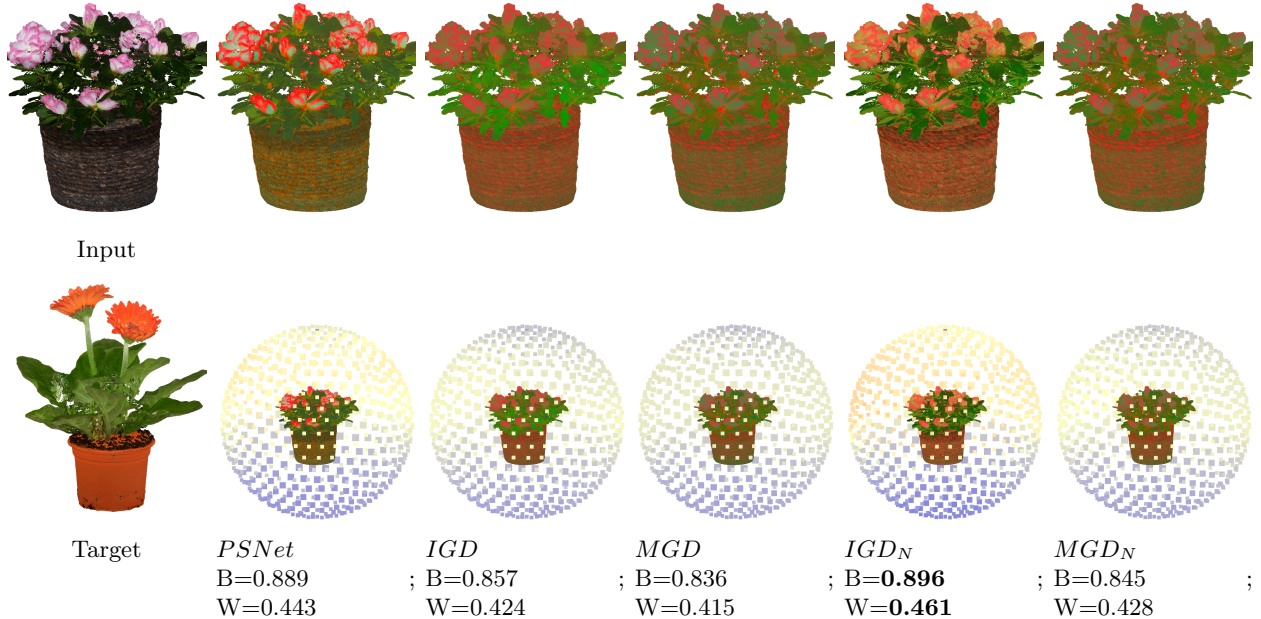 Input
Target
PSNet
B=0.889 ;
W=0.443
IGD
B=0.857 ;
W=0.424
MGD
B=0.836 ;
W=0.415
IGD_N
B=0.896 ;
W=0.461
MGD_N
B=0.845 ;
W=0.428